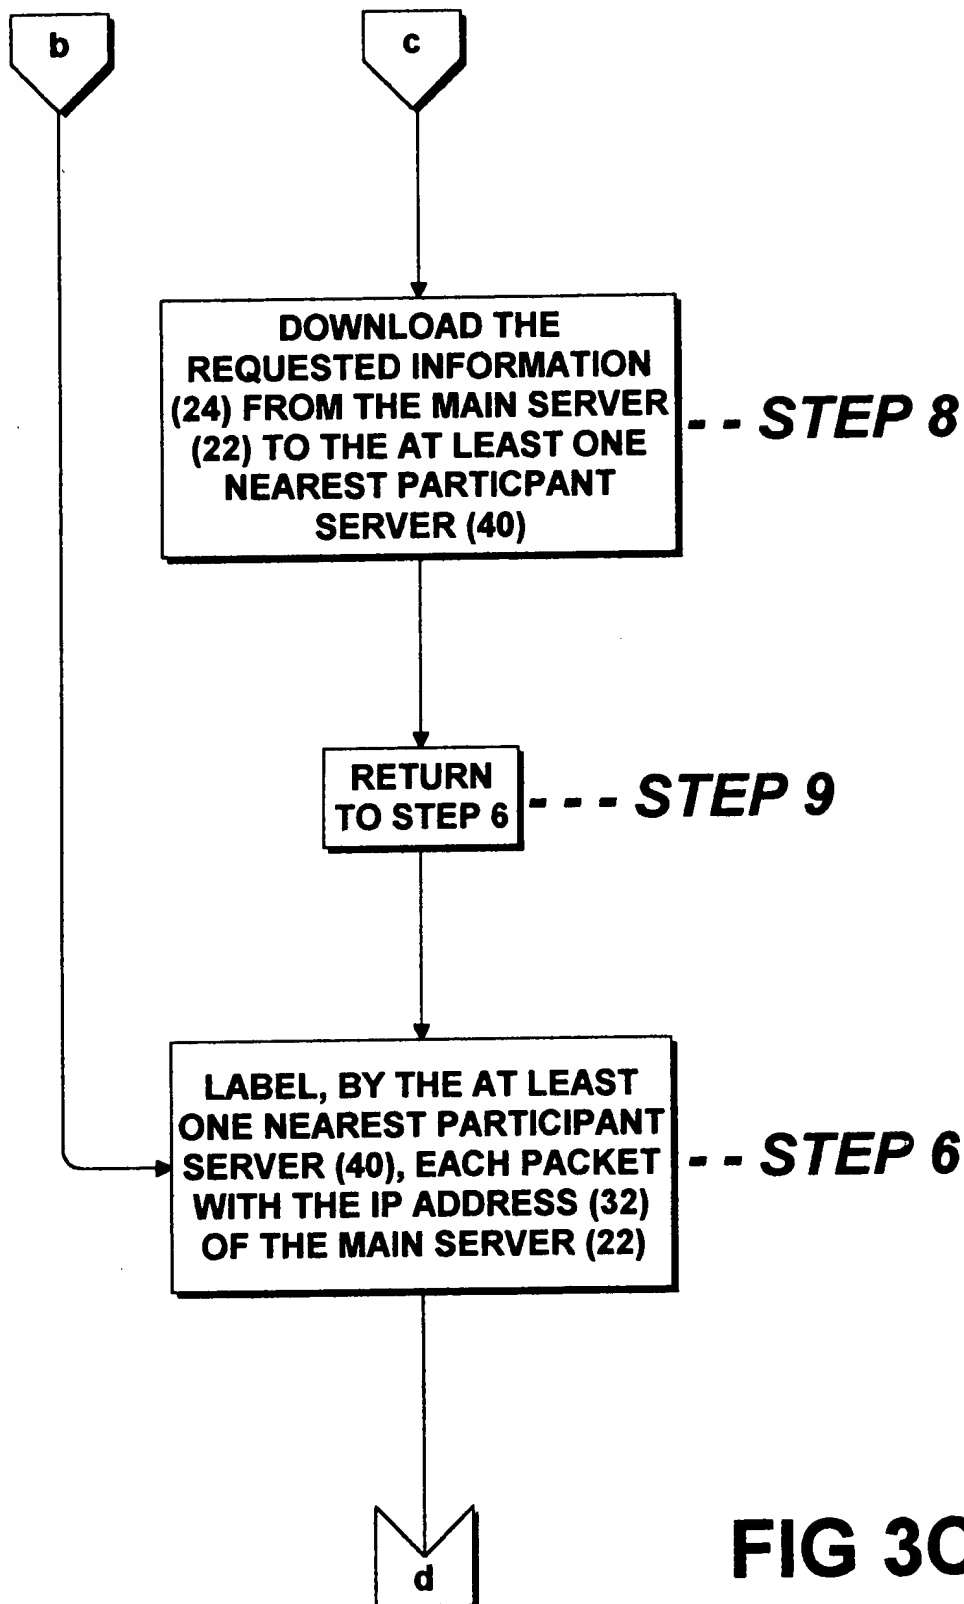 b
c
DOWNLOAD THE
REQUESTED INFORMATION
(24) FROM THE MAIN SERVER
(22) TO THE AT LEAST ONE
NEAREST PARTICPANT
SERVER (40)
-- STEP 8
RETURN
TO STEP 6
--- STEP 9
LABEL, BY THE AT LEAST
ONE NEAREST PARTICIPANT
SERVER (40), EACH PACKET
WITH THE IP ADDRESS (32)
OF THE MAIN SERVER (22)
-- STEP 6
d
FIG 3C